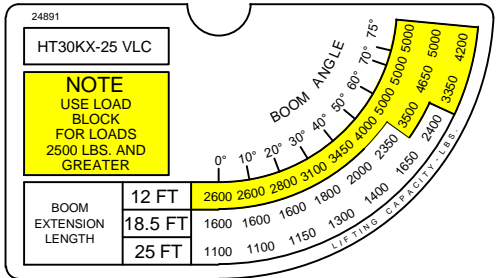 24891
HT30KX-25 VLC
NOTE
USE LOAD
BLOCK
FOR LOADS
2500 LBS. AND
GREATER
BOOM ANGLE
0° 10° 20° 30° 40° 50° 60° 70° 75°
BOOM
EXTENSION
LENGTH
12 FT 2600 2600 2800 3100 3450 4000 5000 5000 5000
18.5 FT 1600 1600 1600 1800 2000 2350 3500 4650 5000
25 FT 1100 1100 1150 1300 1400 1650 2400 3350 4200
LIFTING CAPACITY-LBS.